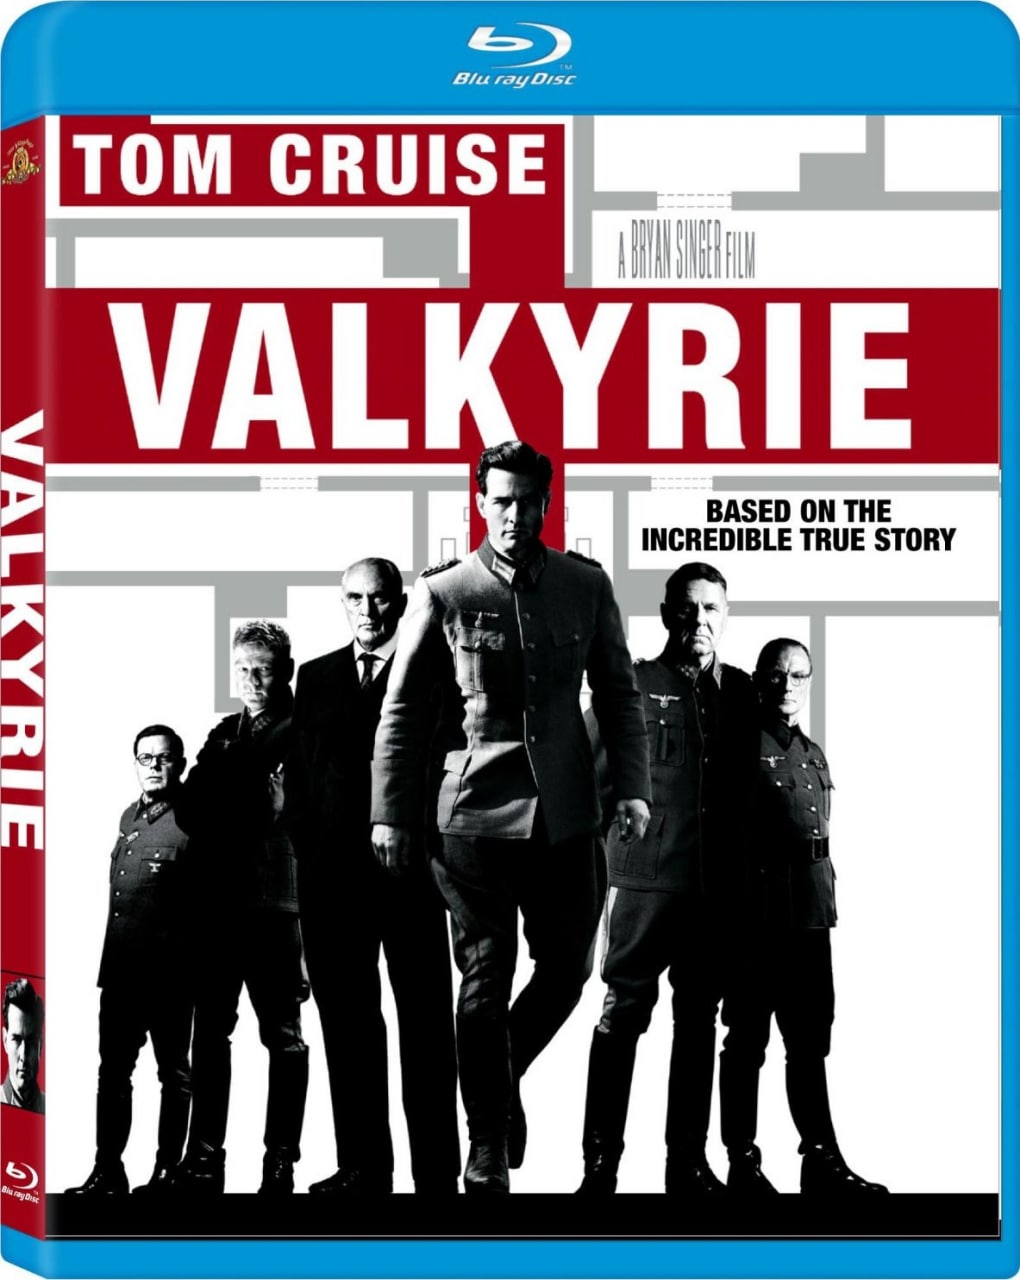 Blu-ray Disc
TM
TOM CRUISE
A BRYAN SINGER FILM
VALKYRIE
BASED ON THE
INCREDIBLE TRUE STORY
VALKYRIE
Blu-ray Disc